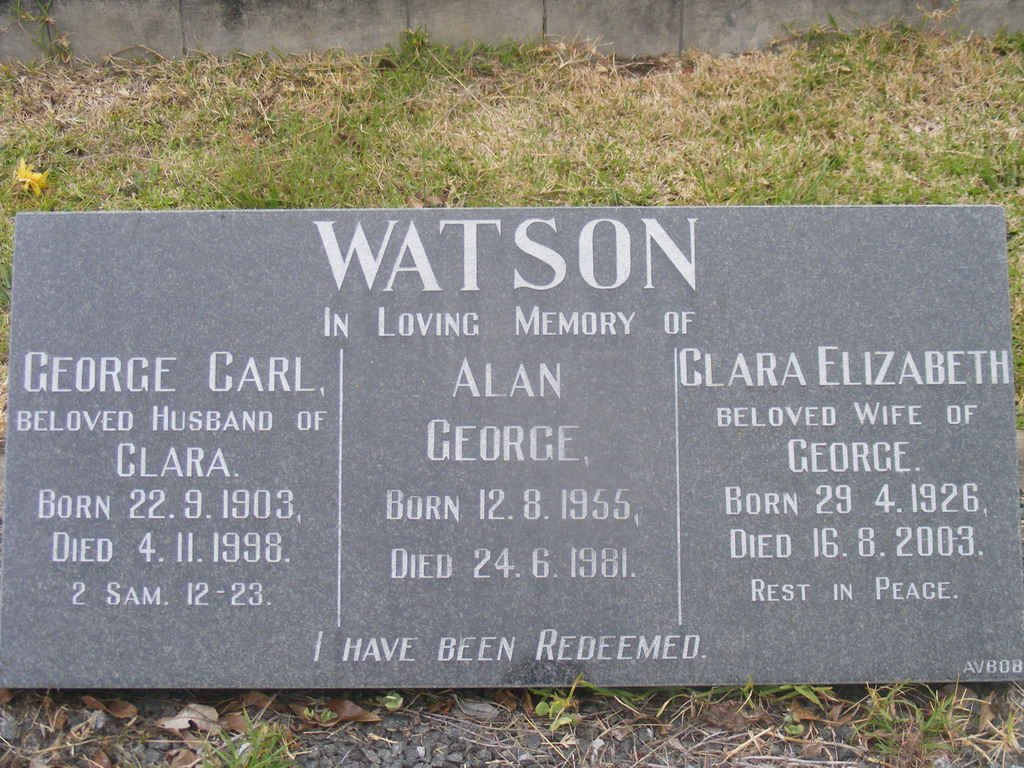 WATSON
IN LOVING MEMORY OF
GEORGE CARL,
BELOVED HUSBAND OF
CLARA.
BORN 22.9.1903,
DIED 4.11.1998.
2 SAM. 12-23.
ALAN
GEORGE,
BORN 12.8.1955,
DIED 24.6.1981.
CLARA ELIZABETH
BELOVED WIFE OF
GEORGE.
BORN 29 4.1926,
DIED 16.8.2003.
REST IN PEACE.
I HAVE BEEN REDEEMED.
AVBOB